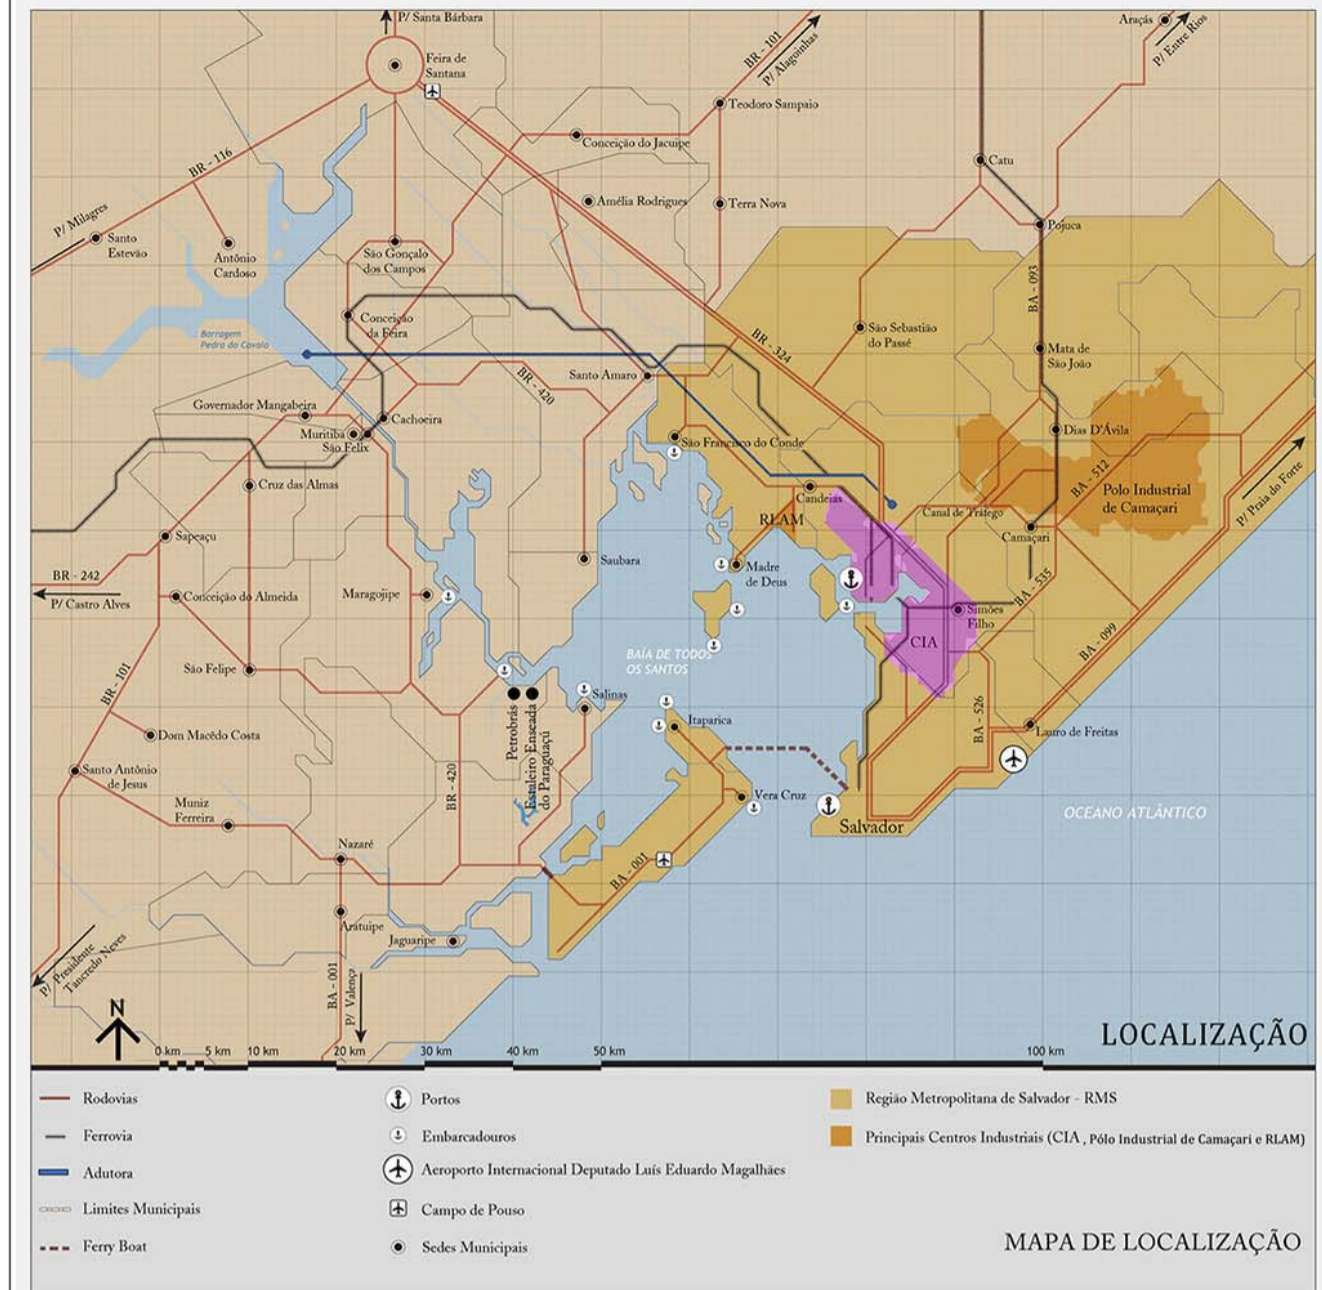 P/ Santa Bárbara
Araçás
P/ Entre Rios
BR - 101
P/ Alagoinhas
Feira de
Santana
Teodoro Sampaio
Conceição do Jacuipe
BR - 116
Catu
Amélia Rodrigues
Terra Nova
P/ Milagres
Santo
Estevão
Antônio
Cardoso
São Gonçalo
dos Campos
Pojuca
BA - 093
Conceição
da Feira
Barragem
Pedra do Cavalo
BR - 324
São Sebastião
do Passé
Mata de
São João
Santo Amaro
BR - 420
Governador Mangabeira
Cachoeira
Muritiba
São Felix
São Francisco do Conde
Dias D'Ávila
Cruz das Almas
Candeias
BA - 512
Polo Industrial
de Camaçari
P/ Praia do Forte
RLAM
Canal de Tráfego
Camaçari
Sapeaçu
Saubara
Madre
de Deus
BR - 242
P/ Castro Alves
Conceição do Almeida
Maragojipe
BA - 535
Simões
Filho
CIA
BA - 099
BAÍA DE TODOS
OS SANTOS
São Felipe
BR - 101
Salinas
Petrobrás
Estaleiro Enseada
do Paraguaçú
Itaparica
BA - 526
Lauro de Freitas
Dom Macêdo Costa
Santo Antônio
de Jesus
BR - 420
Vera Cruz
Muniz
Ferreira
Salvador
OCEANO ATLÂNTICO
Nazaré
BA - 001
Aratuipe
Jaguaripe
P/ Presidente
Tancredo Neves
BA - 001
P/ Valença
N
LOCALIZAÇÃO
0 km 5 km 10 km 20 km 30 km 40 km 50 km 100 km
Rodovias
Ferrovia
Adutora
Limites Municipais
Ferry Boat
Portos
Embarcadouros
Aeroporto Internacional Deputado Luís Eduardo Magalhães
Campo de Pouso
Sedes Municipais
Região Metropolitana de Salvador - RMS
Principais Centros Industriais (CIA , Pólo Industrial de Camaçari e RLAM)
MAPA DE LOCALIZAÇÃO